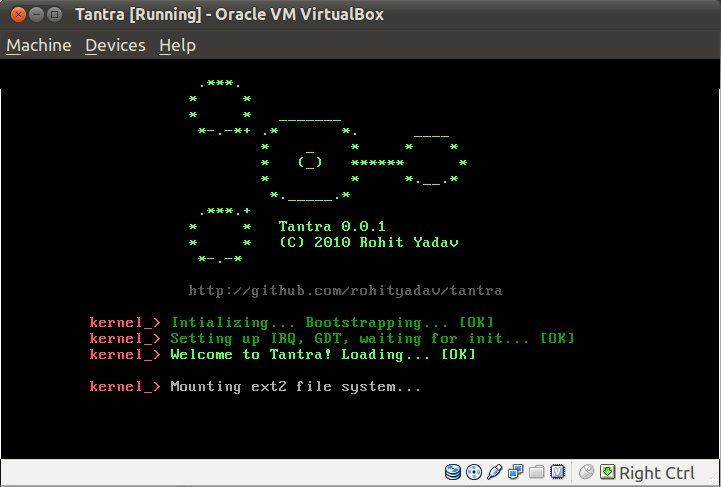 Tantra [Running] - Oracle VM VirtualBox
Machine Devices Help
Tantra 0.0.1
(C) 2010 Rohit Yadav
http://github.com/rohityadav/tantra
kernel_> Intializing... Bootstrapping... [OK]
kernel_> Setting up IRQ, GDT, waiting for init... [OK]
kernel_> Welcome to Tantra! Loading... [OK]
kernel_> Mounting ext2 file system...
Right Ctrl